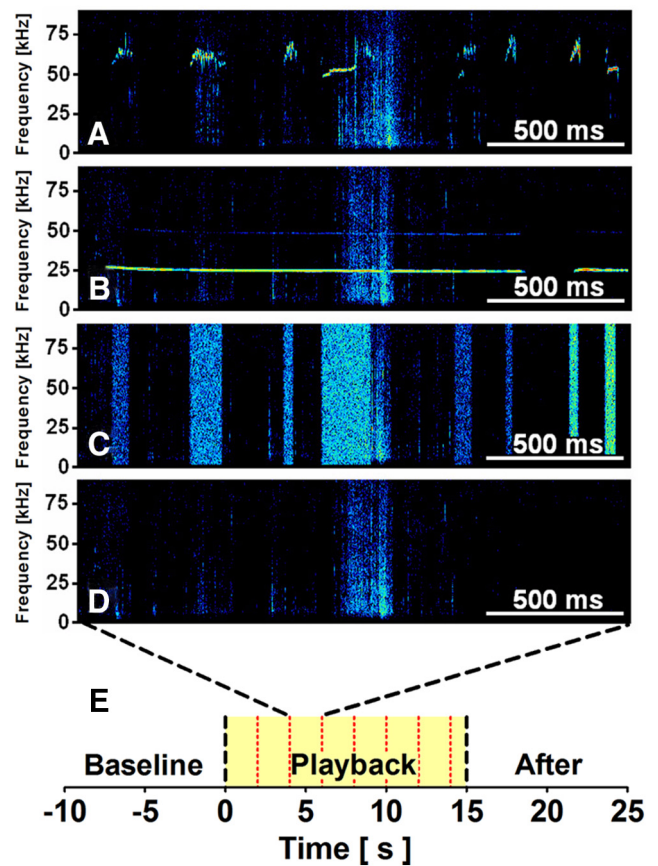 Frequency [kHz]
75
50
25
0
A
500 ms
Frequency [kHz]
75
50
25
0
B
500 ms
Frequency [kHz]
75
50
25
0
C
500 ms
Frequency [kHz]
75
50
25
0
D
500 ms
E
Baseline
Playback
After
-10 -5 0 5 10 15 20 25
Time [ s ]